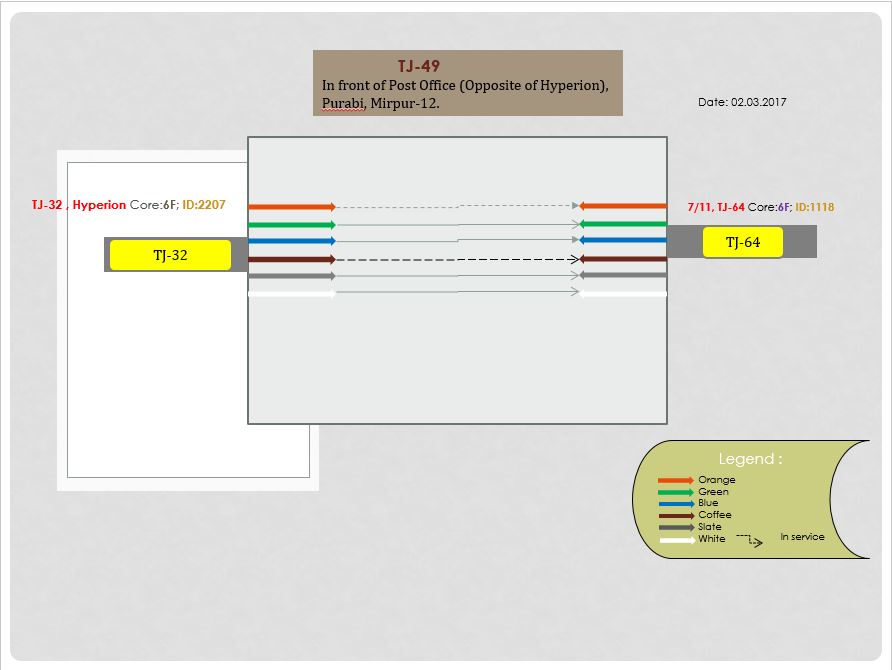 TJ-49
In front of Post Office (Opposite of Hyperion),
Purabi, Mirpur-12.
Date: 02.03.2017
TJ-32 , Hyperion Core:6F; ID:2207
7/11, TJ-64 Core:6F; ID:1118
TJ-32
TJ-64
Legend :
Orange
Green
Blue
Coffee
Slate
White
In service